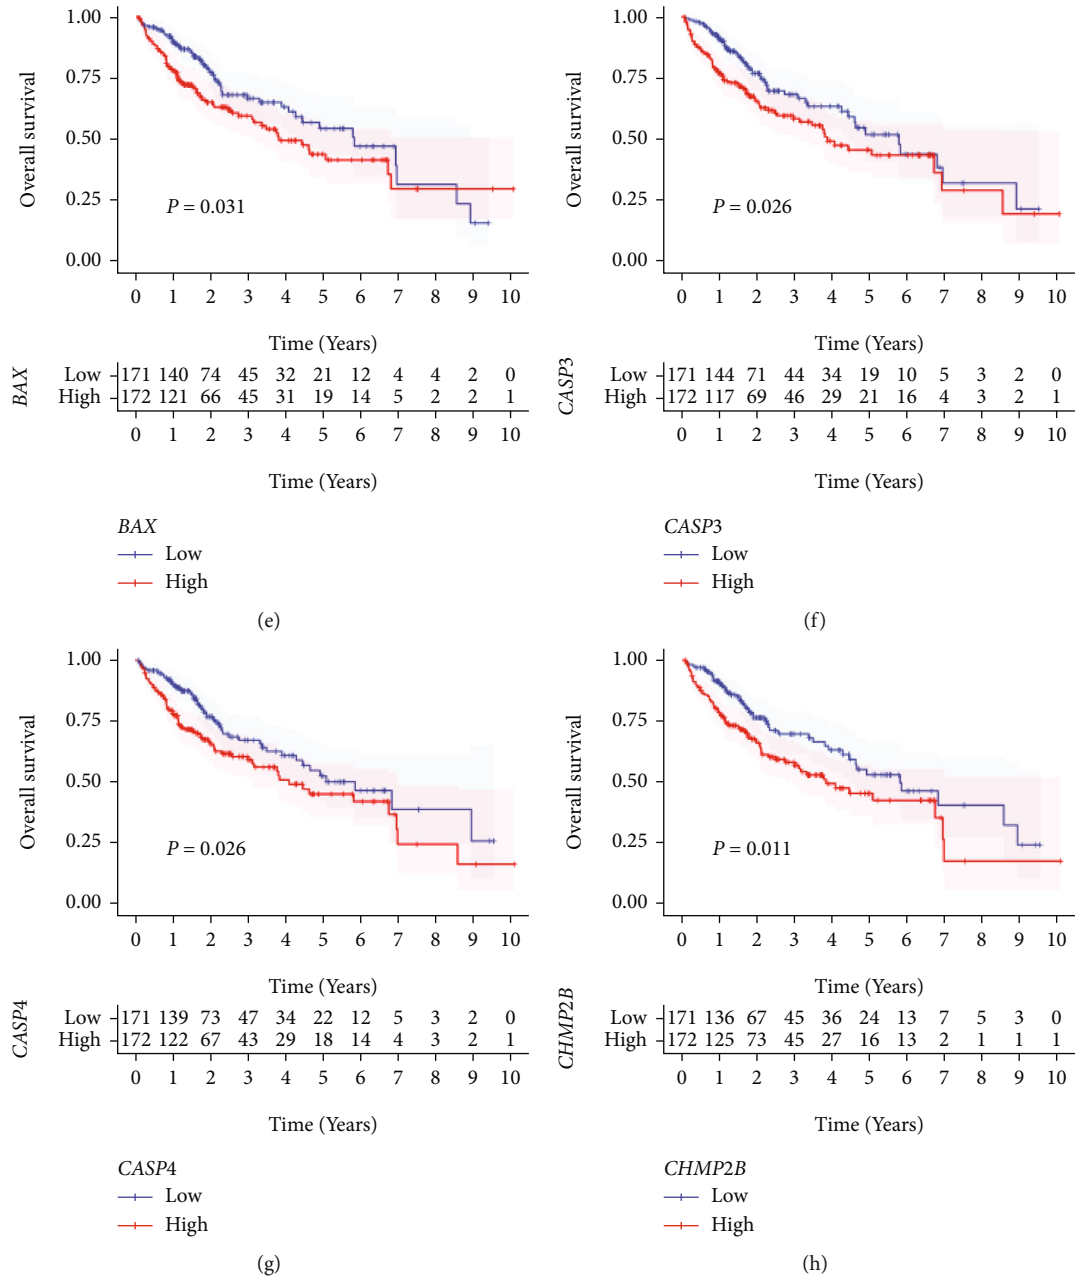 1.00
0.75
0.50
0.25
0.00
Overall survival
P = 0.031
0 1 2 3 4 5 6 7 8 9 10
Time (Years)
BAX
Low 171 140 74 45 32 21 12 4 4 2 0
High 172 121 66 45 31 19 14 5 2 2 1
0 1 2 3 4 5 6 7 8 9 10
Time (Years)
BAX
Low
High
(e)
1.00
0.75
0.50
0.25
0.00
Overall survival
P = 0.026
0 1 2 3 4 5 6 7 8 9 10
Time (Years)
CASP3
Low 171 144 71 44 34 19 10 5 3 2 0
High 172 117 69 46 29 21 16 4 3 2 1
0 1 2 3 4 5 6 7 8 9 10
Time (Years)
CASP3
Low
High
(f)
1.00
0.75
0.50
0.25
0.00
Overall survival
P = 0.026
0 1 2 3 4 5 6 7 8 9 10
Time (Years)
CASP4
Low 171 139 73 47 34 22 12 5 3 2 0
High 172 122 67 43 29 18 14 4 3 2 1
0 1 2 3 4 5 6 7 8 9 10
Time (Years)
CASP4
Low
High
(g)
1.00
0.75
0.50
0.25
0.00
Overall survival
P = 0.011
0 1 2 3 4 5 6 7 8 9 10
Time (Years)
CHMP2B
Low 171 136 67 45 36 24 13 7 5 3 0
High 172 125 73 45 27 16 13 2 1 1 1
0 1 2 3 4 5 6 7 8 9 10
Time (Years)
CHMP2B
Low
High
(h)